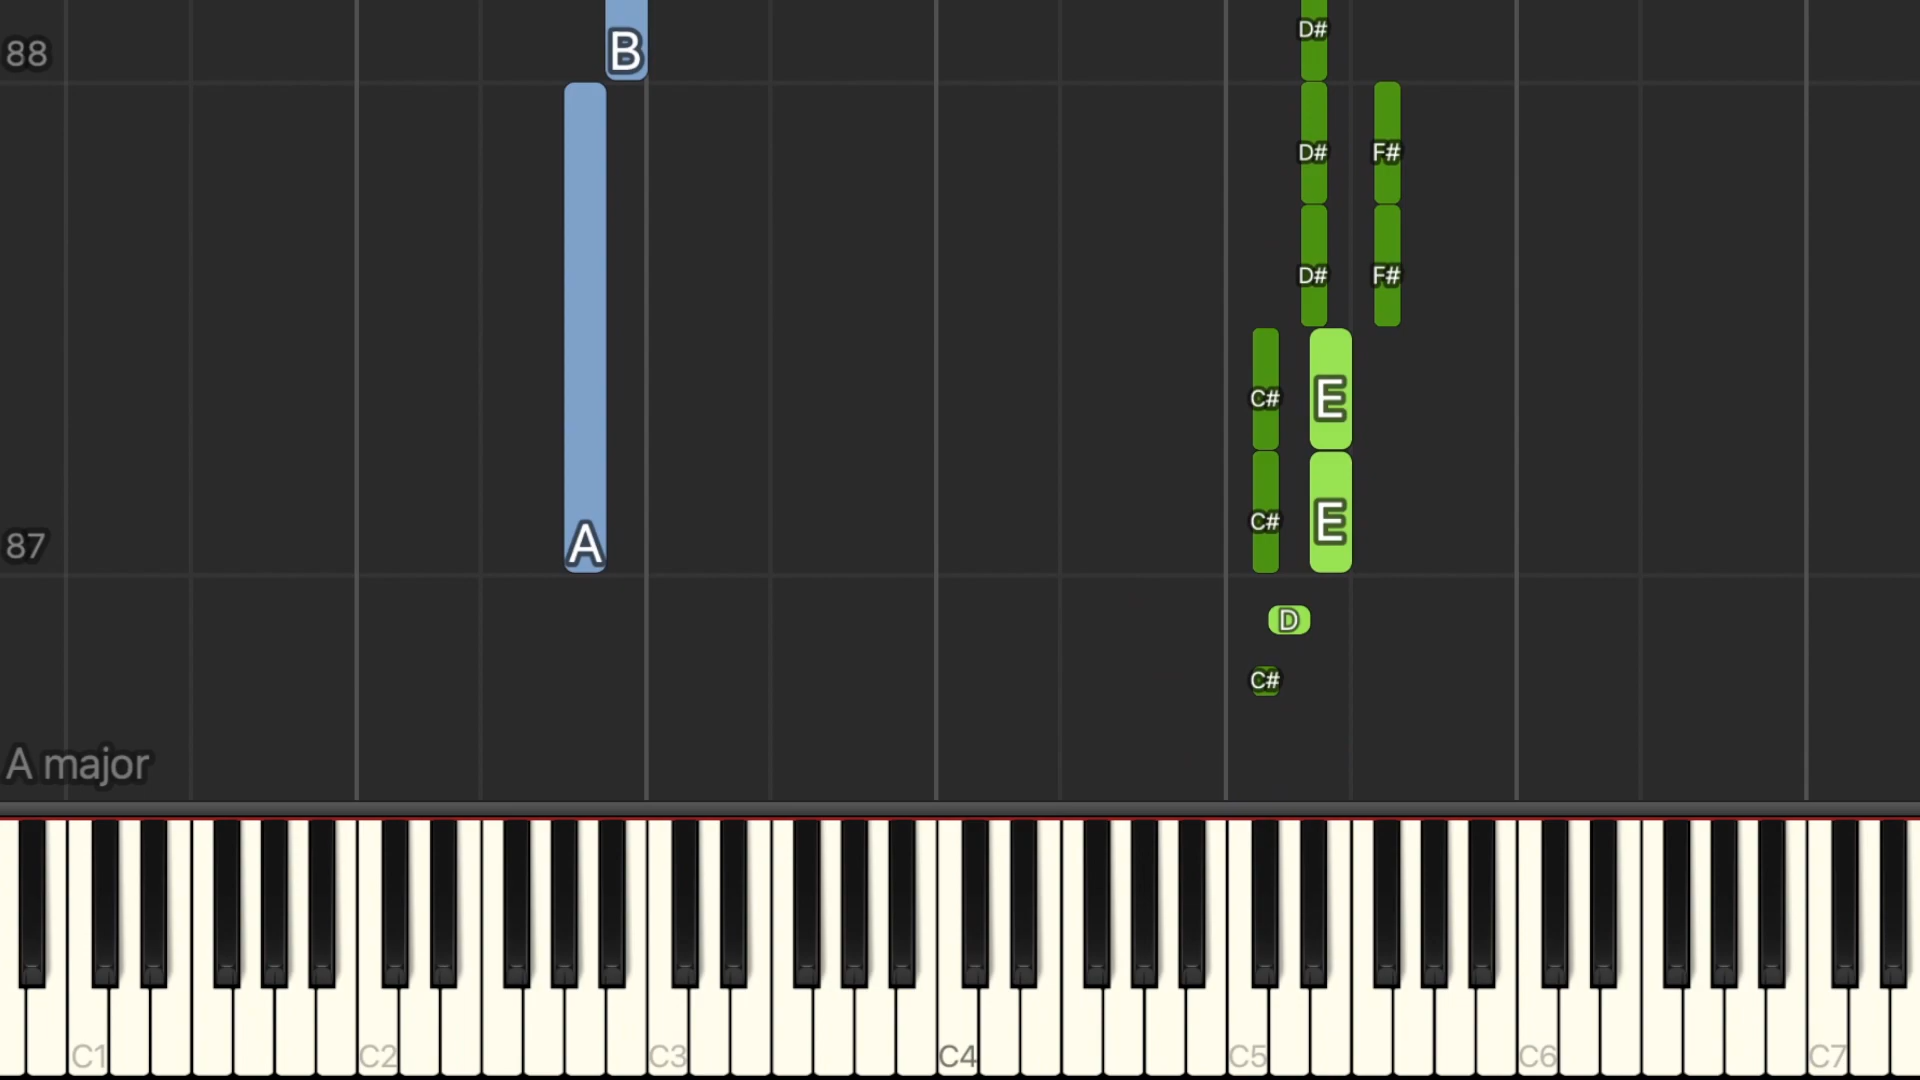 D#
88
B
D# F#
D# F#
C# E
C# E
87
A
D
C#
A major
C1 C2 C3 C4 C5 C6 C7